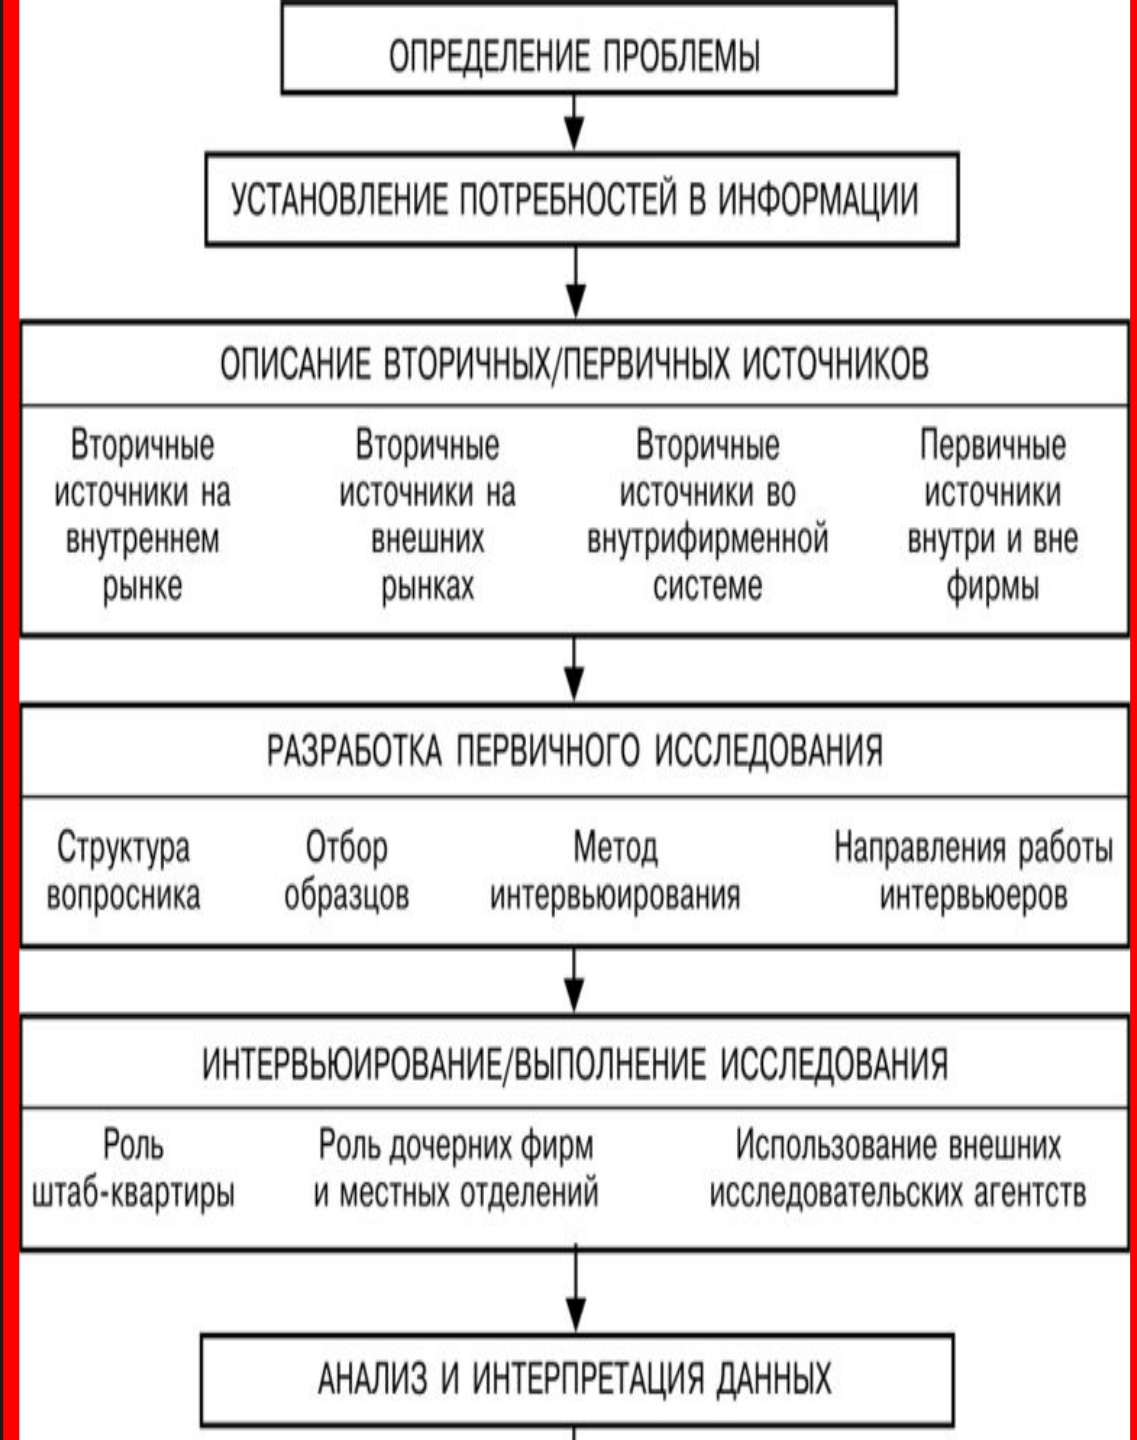 ОПРЕДЕЛЕНИЕ ПРОБЛЕМЫ
УСТАНОВЛЕНИЕ ПОТРЕБНОСТЕЙ В ИНФОРМАЦИИ
ОПИСАНИЕ ВТОРИЧНЫХ/ПЕРВИЧНЫХ ИСТОЧНИКОВ
Вторичные
источники на
внутреннем
рынке
Вторичные
источники на
внешних
рынках
Вторичные
источники во
внутрифирменной
системе
Первичные
источники
внутри и вне
фирмы
РАЗРАБОТКА ПЕРВИЧНОГО ИССЛЕДОВАНИЯ
Структура
вопросника
Отбор
образцов
Метод
интервьюирования
Направления работы
интервьюеров
ИНТЕРВЬЮИРОВАНИЕ/ВЫПОЛНЕНИЕ ИССЛЕДОВАНИЯ
Роль
штаб-квартиры
Роль дочерних фирм
и местных отделений
Использование внешних
исследовательских агентств
АНАЛИЗ И ИНТЕРПРЕТАЦИЯ ДАННЫХ